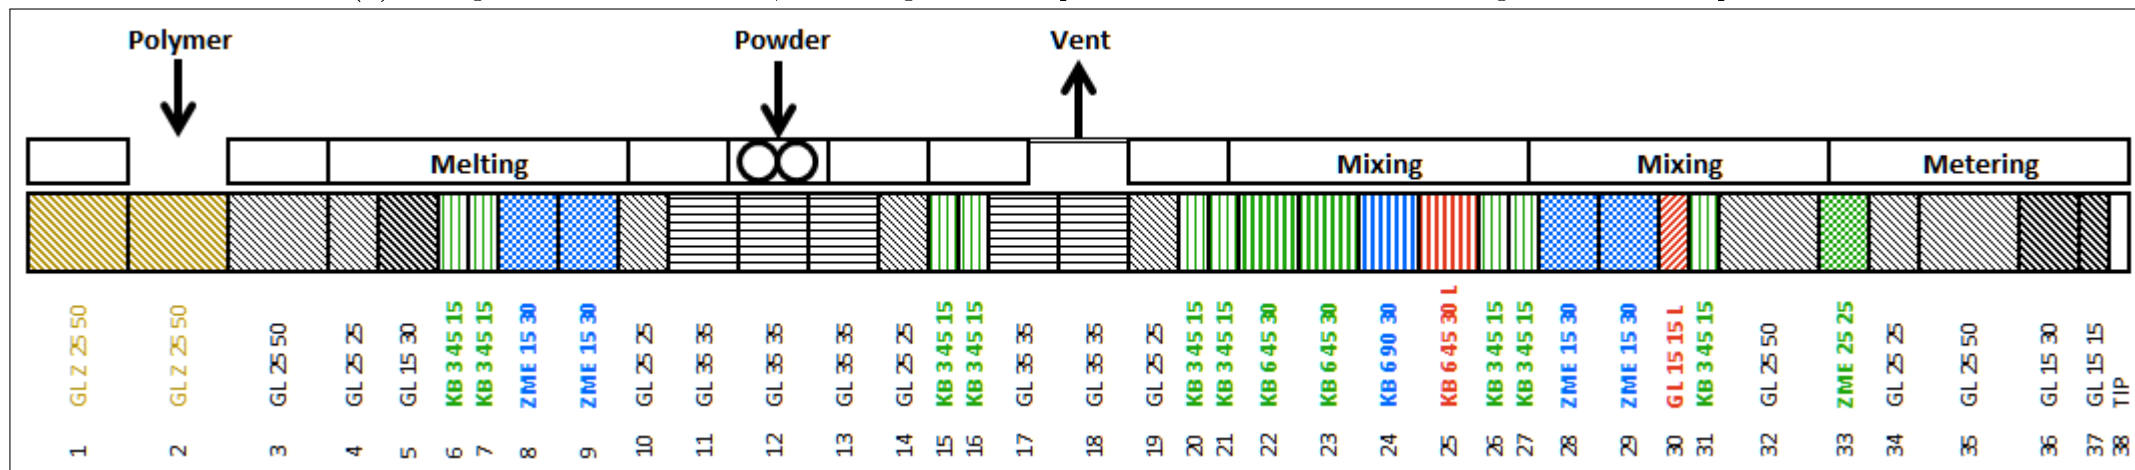 Polymer
Powder
Vent
Melting
Mixing
Mixing
Metering
GL Z 25 50
GL Z 25 50
GL 25 50
GL 25 25
GL 15 30
KB 3 45 15
KB 3 45 15
ZME 15 30
ZME 15 30
GL 25 25
GL 35 35
GL 35 35
GL 35 35
GL 25 25
KB 3 45 15
KB 3 45 15
GL 35 35
GL 35 35
GL 25 25
KB 3 45 15
KB 3 45 15
KB 6 45 30
KB 6 45 30
KB 6 90 30
KB 6 45 30 L
KB 3 45 15
KB 3 45 15
ZME 15 30
ZME 15 30
GL 15 15 L
KB 3 45 15
GL 25 50
ZME 25 25
GL 25 25
GL 25 50
GL 15 30
GL 15 15
TIP
1
2
3
4
5
6
7
8
9
10
11
12
13
14
15
16
17
18
19
20
21
22
23
24
25
26
27
28
29
30
31
32
33
34
35
36
37
38